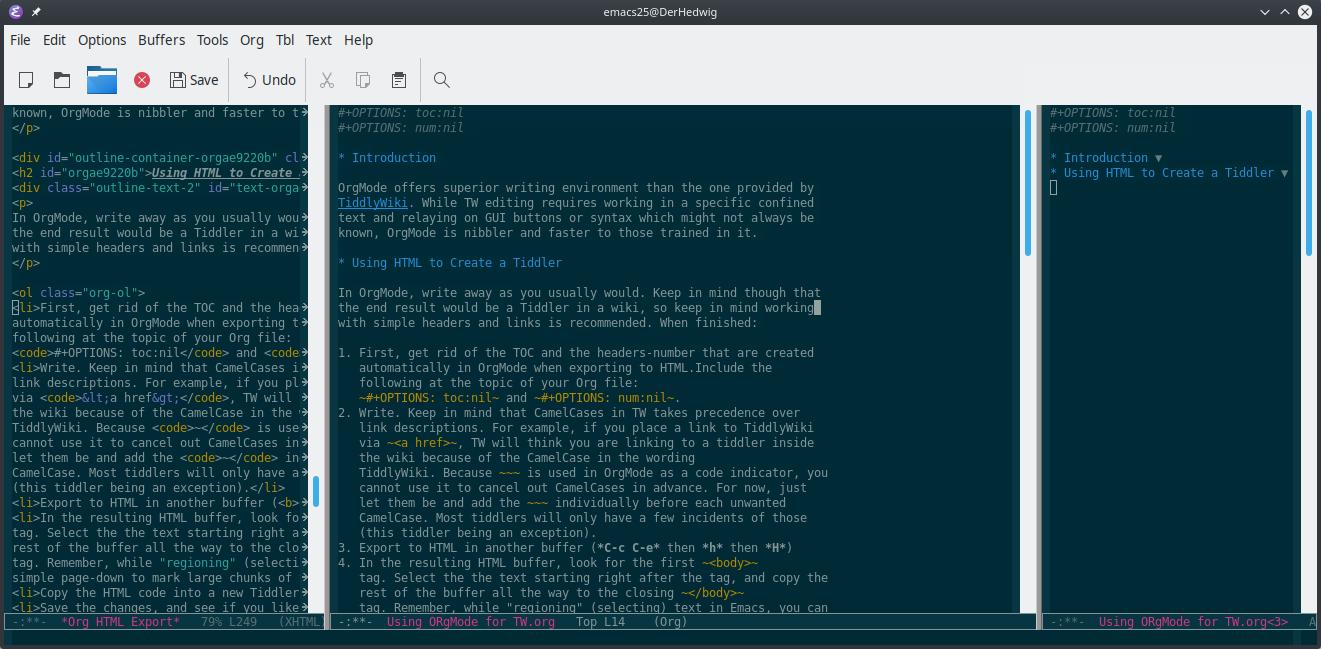 emacs25@DerHedwig
File Edit Options Buffers Tools Org Tbl Text Help
Save Undo
known, OrgMode is nibbler and faster to t
</p>
<div id="outline-container-orgae9220b" cl
<h2 id="orgae9220b">Using HTML to Create
<div class="outline-text-2" id="text-orga
<p>
In OrgMode, write away as you usually wou
the end result would be a Tiddler in a wi
with simple headers and links is recommen
</p>
<ol class="org-ol">
<li>First, get rid of the TOC and the hea
automatically in OrgMode when exporting t
following at the topic of your Org file:
<code>#+OPTIONS: toc:nil</code> and <code
<li>Write. Keep in mind that CamelCases i
link descriptions. For example, if you pl
via <code>&lt;a href&gt;</code>, TW will
the wiki because of the CamelCase in the
TiddlyWiki. Because <code>~</code> is use
cannot use it to cancel out CamelCases in
let them be and add the <code>~</code> in
CamelCase. Most tiddlers will only have a
(this tiddler being an exception).</li>
<li>Export to HTML in another buffer (<b>
<li>In the resulting HTML buffer, look fo
tag. Select the the text starting right a
rest of the buffer all the way to the clo
tag. Remember, while "regioning" (selecti
simple page-down to mark large chunks of
<li>Copy the HTML code into a new Tiddler
<li>Save the changes, and see if you like
-:**- *Org HTML Export* 79% L249 (XHTML
#+OPTIONS: toc:nil
#+OPTIONS: num:nil
* Introduction
OrgMode offers superior writing environment than the one provided by
TiddlyWiki. While TW editing requires working in a specific confined
text and relaying on GUI buttons or syntax which might not always be
known, OrgMode is nibbler and faster to those trained in it.
* Using HTML to Create a Tiddler
In OrgMode, write away as you usually would. Keep in mind though that
the end result would be a Tiddler in a wiki, so keep in mind working
with simple headers and links is recommended. When finished:
1. First, get rid of the TOC and the headers-number that are created
automatically in OrgMode when exporting to HTML.Include the
following at the topic of your Org file:
~#+OPTIONS: toc:nil~ and ~#+OPTIONS: num:nil~.
2. Write. Keep in mind that CamelCases in TW takes precedence over
link descriptions. For example, if you place a link to TiddlyWiki
via ~<a href>~, TW will think you are linking to a tiddler inside
the wiki because of the CamelCase in the wording
TiddlyWiki. Because ~~~ is used in OrgMode as a code indicator, you
cannot use it to cancel out CamelCases in advance. For now, just
let them be and add the ~~~ individually before each unwanted
CamelCase. Most tiddlers will only have a few incidents of those
(this tiddler being an exception).
3. Export to HTML in another buffer (*C-c C-e* then *h* then *H*)
4. In the resulting HTML buffer, look for the first ~<body>~
tag. Select the the text starting right after the tag, and copy the
rest of the buffer all the way to the closing ~</body>~
tag. Remember, while "regioning" (selecting) text in Emacs, you can
-:**- Using ORgMode for TW.org Top L14 (Org)
#+OPTIONS: toc:nil
#+OPTIONS: num:nil
* Introduction ▼
* Using HTML to Create a Tiddler ▼
-:**- Using ORgMode for TW.org<3> A